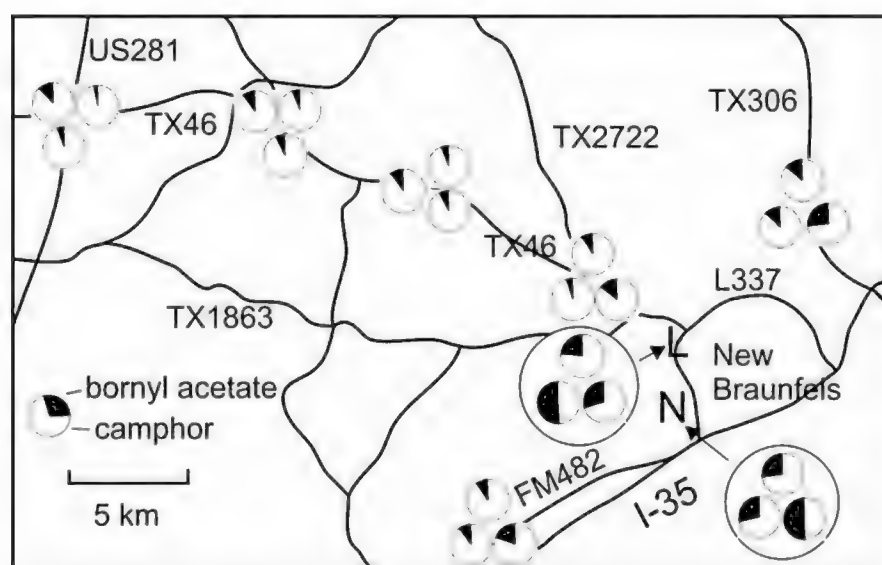 US281
TX46
TX2722
TX306
TX46
L337
TX1863
L
New
Braunfels
bornyl acetate
camphor
N
FM482
I-35
5 km